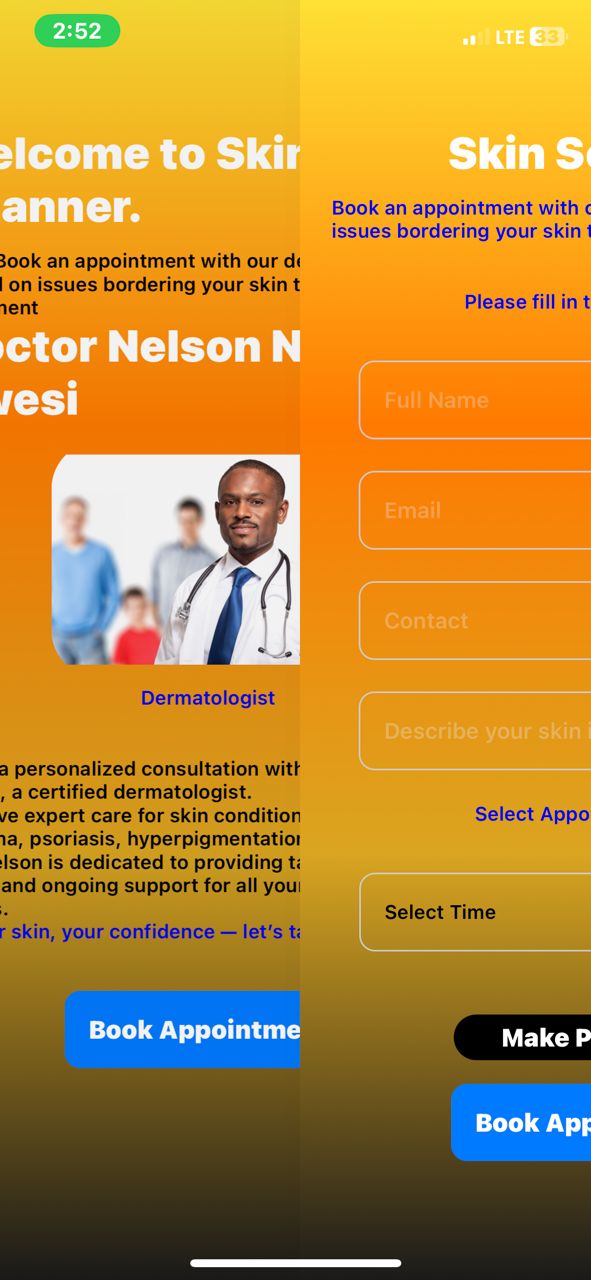 2:52
LTE 33
elcome to Skin
anner.
Book an appointment with our de
d on issues bordering your skin t
ment
octor Nelson N
wesi
Dermatologist
a personalized consultation with
, a certified dermatologist.
ve expert care for skin condition
na, psoriasis, hyperpigmentation
elson is dedicated to providing ta
and ongoing support for all your
s.
r skin, your confidence — let's ta
Book Appointme
Skin Sc
Book an appointment with o
issues bordering your skin t
Please fill in t
Full Name
Email
Contact
Describe your skin i
Select Appo
Select Time
Make P
Book App